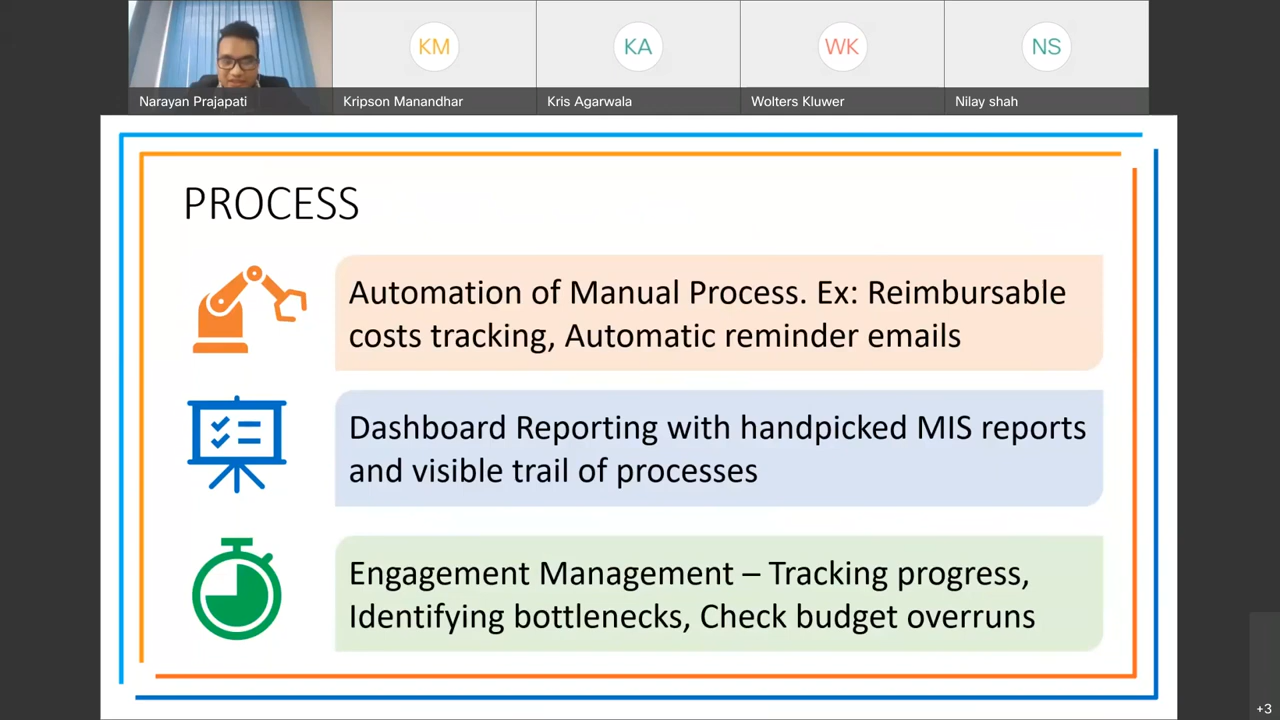 KM
KA
WK
NS
Narayan Prajapati
Kripson Manandhar
Kris Agarwala
Wolters Kluwer
Nilay shah
PROCESS
Automation of Manual Process. Ex: Reimbursable
costs tracking, Automatic reminder emails
Dashboard Reporting with handpicked MIS reports
and visible trail of processes
Engagement Management – Tracking progress,
Identifying bottlenecks, Check budget overruns
+3